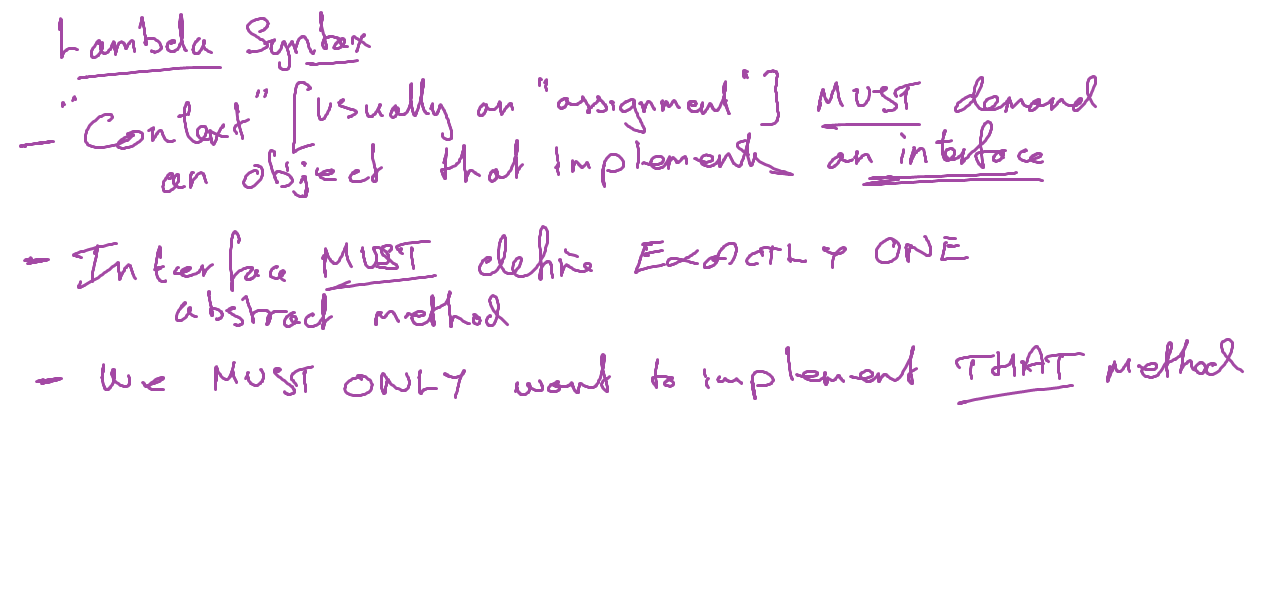 Lambda Syntax
- "Context" [usually an "assignment"] MUST demand
an object that implements an interface
- Interface MUST define EXACTLY ONE
abstract method
- We MUST ONLY want to implement THAT method